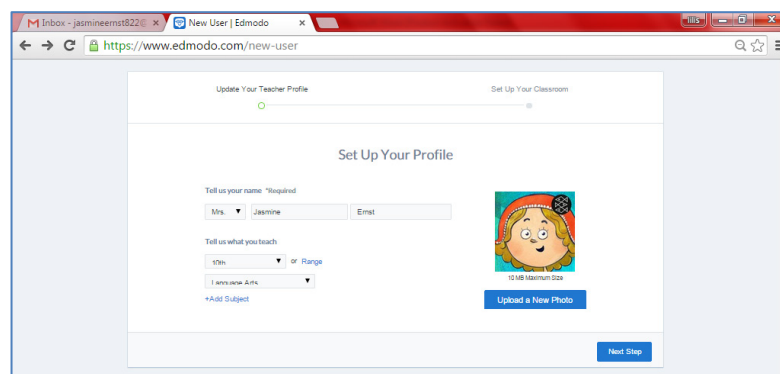 Inbox - jasmineernst822@ × New User | Edmodo × Illis
https://www.edmodo.com/new-user
Update Your Teacher Profile Set Up Your Classroom
Set Up Your Profile
Tell us your name *Required
Mrs. Jasmine Ernst
Tell us what you teach
10th or Range
Language Arts
+Add Subject
10 MB Maximum Size
Upload a New Photo
Next Step